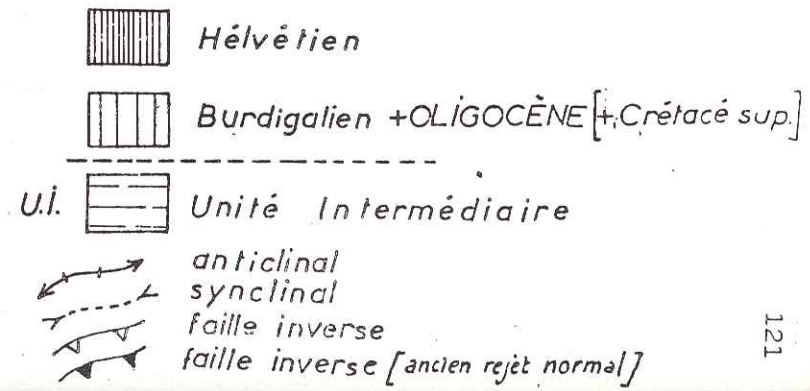 Hélvétien
Burdigalien +OLIGOCÈNE [+ Crétacé sup.]
U.I. Unité Intermédiaire
anticlinal
synclinal
faille inverse
faille inverse [ancien rejet normal]
121